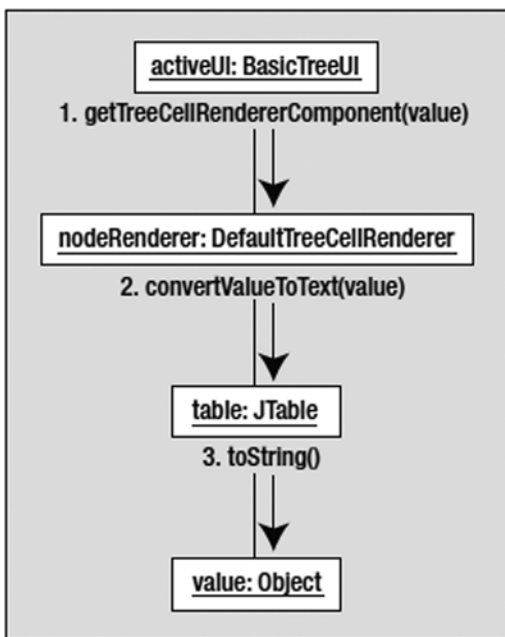 activeUI: BasicTreeUI
1. getTreeCellRendererComponent(value)
nodeRenderer: DefaultTreeCellRenderer
2. convertValueToText(value)
table: JTable
3. toString()
value: Object